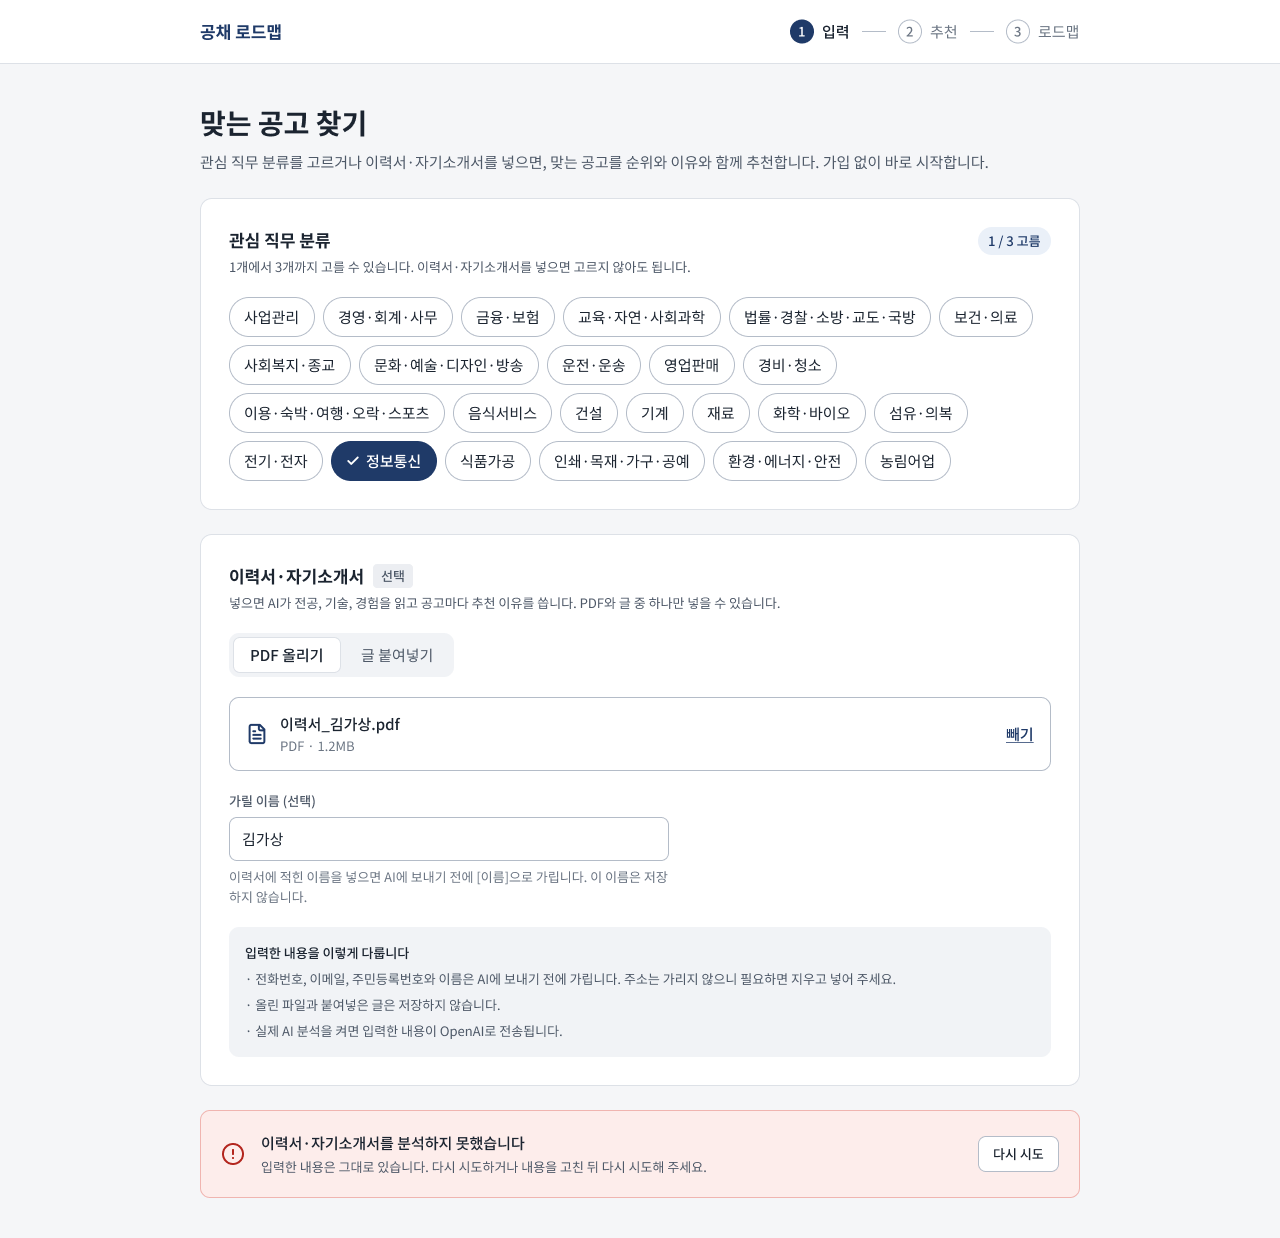 공채 로드맵
1 입력 2 추천 3 로드맵
맞는 공고 찾기
관심 직무 분류를 고르거나 이력서·자기소개서를 넣으면, 맞는 공고를 순위와 이유와 함께 추천합니다. 가입 없이 바로 시작합니다.
관심 직무 분류
1 / 3 고름
1개에서 3개까지 고를 수 있습니다. 이력서·자기소개서를 넣으면 고르지 않아도 됩니다.
사업관리 경영·회계·사무 금융·보험 교육·자연·사회과학 법률·경찰·소방·교도·국방 보건·의료
사회복지·종교 문화·예술·디자인·방송 운전·운송 영업판매 경비·청소
이용·숙박·여행·오락·스포츠 음식서비스 건설 기계 재료 화학·바이오 섬유·의복
전기·전자 정보통신 식품가공 인쇄·목재·가구·공예 환경·에너지·안전 농림어업
이력서·자기소개서 선택
넣으면 AI가 전공, 기술, 경험을 읽고 공고마다 추천 이유를 씁니다. PDF와 글 중 하나만 넣을 수 있습니다.
PDF 올리기 글 붙여넣기
이력서_김가상.pdf
PDF · 1.2MB
빼기
가릴 이름 (선택)
김가상
이력서에 적힌 이름을 넣으면 AI에 보내기 전에 [이름]으로 가립니다. 이 이름은 저장
하지 않습니다.
입력한 내용을 이렇게 다룹니다
· 전화번호, 이메일, 주민등록번호와 이름은 AI에 보내기 전에 가립니다. 주소는 가리지 않으니 필요하면 지우고 넣어 주세요.
· 올린 파일과 붙여넣은 글은 저장하지 않습니다.
· 실제 AI 분석을 켜면 입력한 내용이 OpenAI로 전송됩니다.
이력서·자기소개서를 분석하지 못했습니다
입력한 내용은 그대로 있습니다. 다시 시도하거나 내용을 고친 뒤 다시 시도해 주세요.
다시 시도